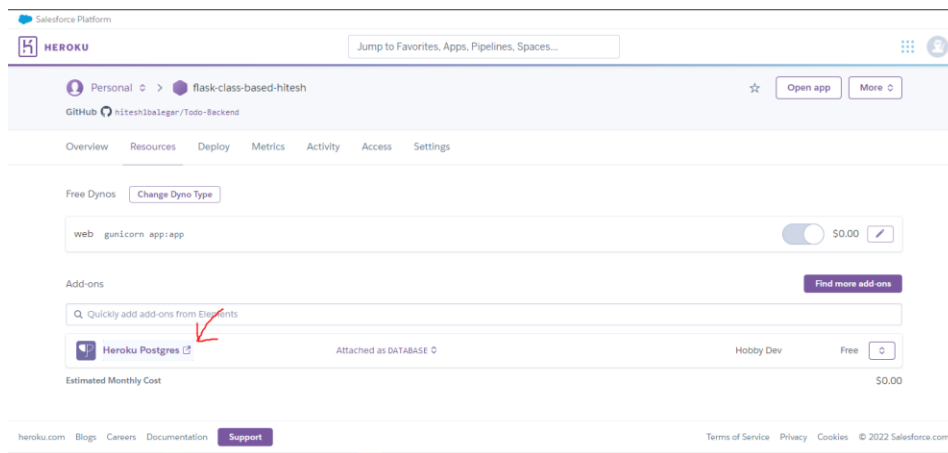 Salesforce Platform
HEROKU
Jump to Favorites, Apps, Pipelines, Spaces...
Personal > flask-class-based-hitesh
Open app More
GitHub hitesh1balegar/Todo-Backend
Overview Resources Deploy Metrics Activity Access Settings
Free Dynos Change Dyno Type
web gunicorn app:app $0.00
Add-ons Find more add-ons
Quickly add add-ons from Elements
Heroku Postgres Attached as DATABASE Hobby Dev Free
Estimated Monthly Cost $0.00
heroku.com Blogs Careers Documentation Support Terms of Service Privacy Cookies © 2022 Salesforce.com